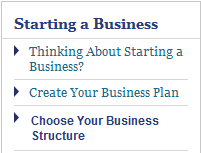 Starting a Business
Thinking About Starting a
Business?
Create Your Business Plan
Choose Your Business
Structure